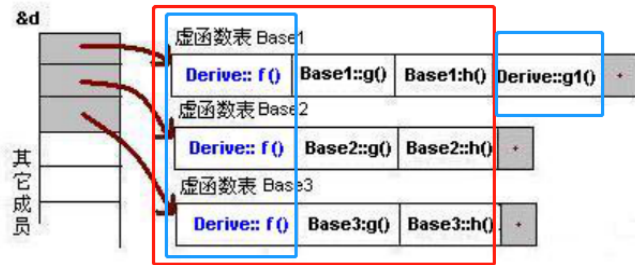 &d
虚函数表 Base1
Derive:: f() Base1::g() Base1:h() Derive::g1()
虚函数表 Base2
Derive:: f() Base2::g() Base2::h()
虚函数表 Base3
Derive:: f() Base3:g() Base3::h()
其它成员